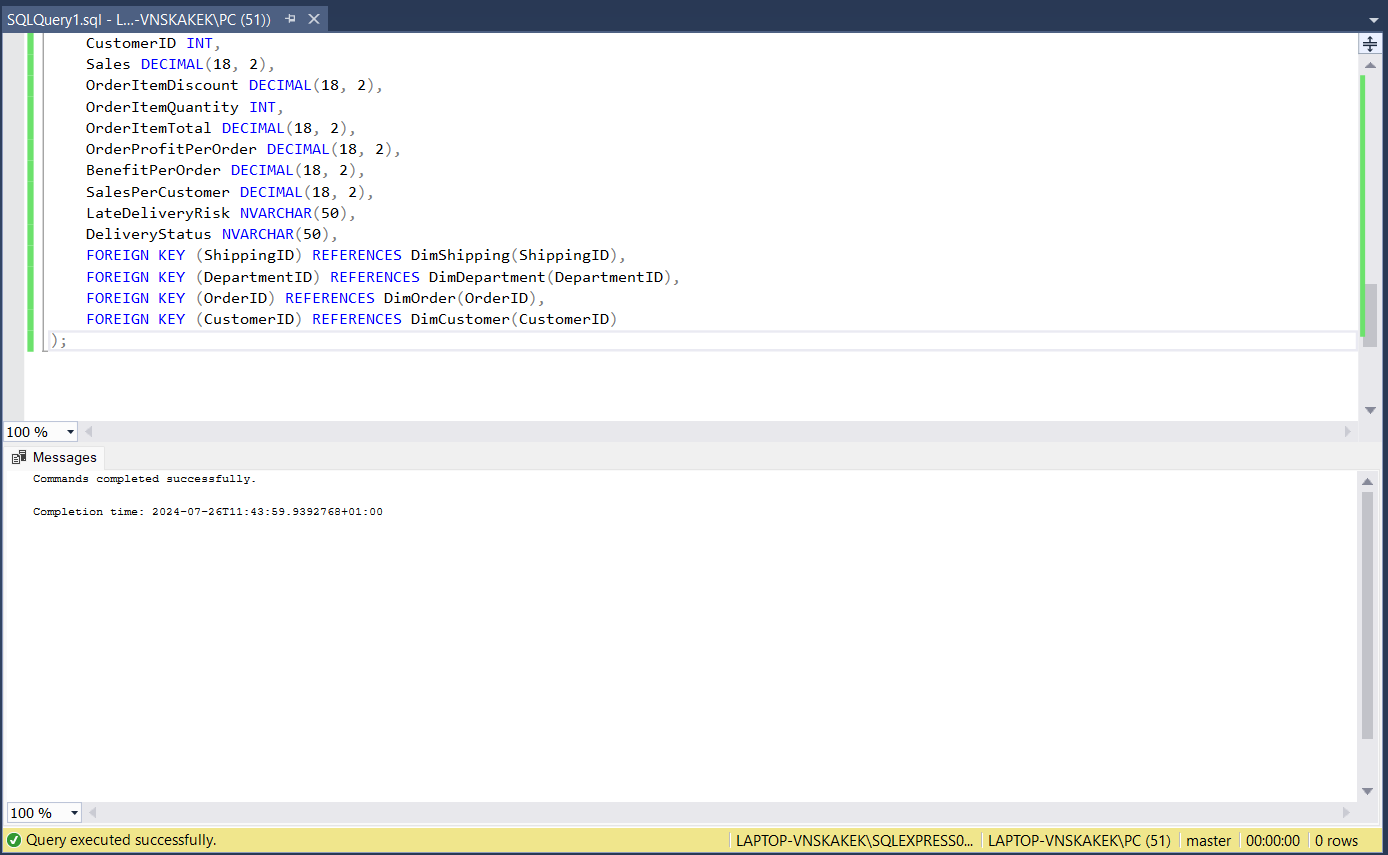 SQLQuery1.sql - L...-VNSKAKEK\PC (51))
CustomerID INT,
Sales DECIMAL(18, 2),
OrderItemDiscount DECIMAL(18, 2),
OrderItemQuantity INT,
OrderItemTotal DECIMAL(18, 2),
OrderProfitPerOrder DECIMAL(18, 2),
BenefitPerOrder DECIMAL(18, 2),
SalesPerCustomer DECIMAL(18, 2),
LateDeliveryRisk NVARCHAR(50),
DeliveryStatus NVARCHAR(50),
FOREIGN KEY (ShippingID) REFERENCES DimShipping(ShippingID),
FOREIGN KEY (DepartmentID) REFERENCES DimDepartment(DepartmentID),
FOREIGN KEY (OrderID) REFERENCES DimOrder(OrderID),
FOREIGN KEY (CustomerID) REFERENCES DimCustomer(CustomerID)
);
100 %
Messages
Commands completed successfully.
Completion time: 2024-07-26T11:43:59.9392768+01:00
100 %
Query executed successfully. LAPTOP-VNSKAKEK\SQLEXPRESS0... LAPTOP-VNSKAKEK\PC (51) master 00:00:00 0 rows